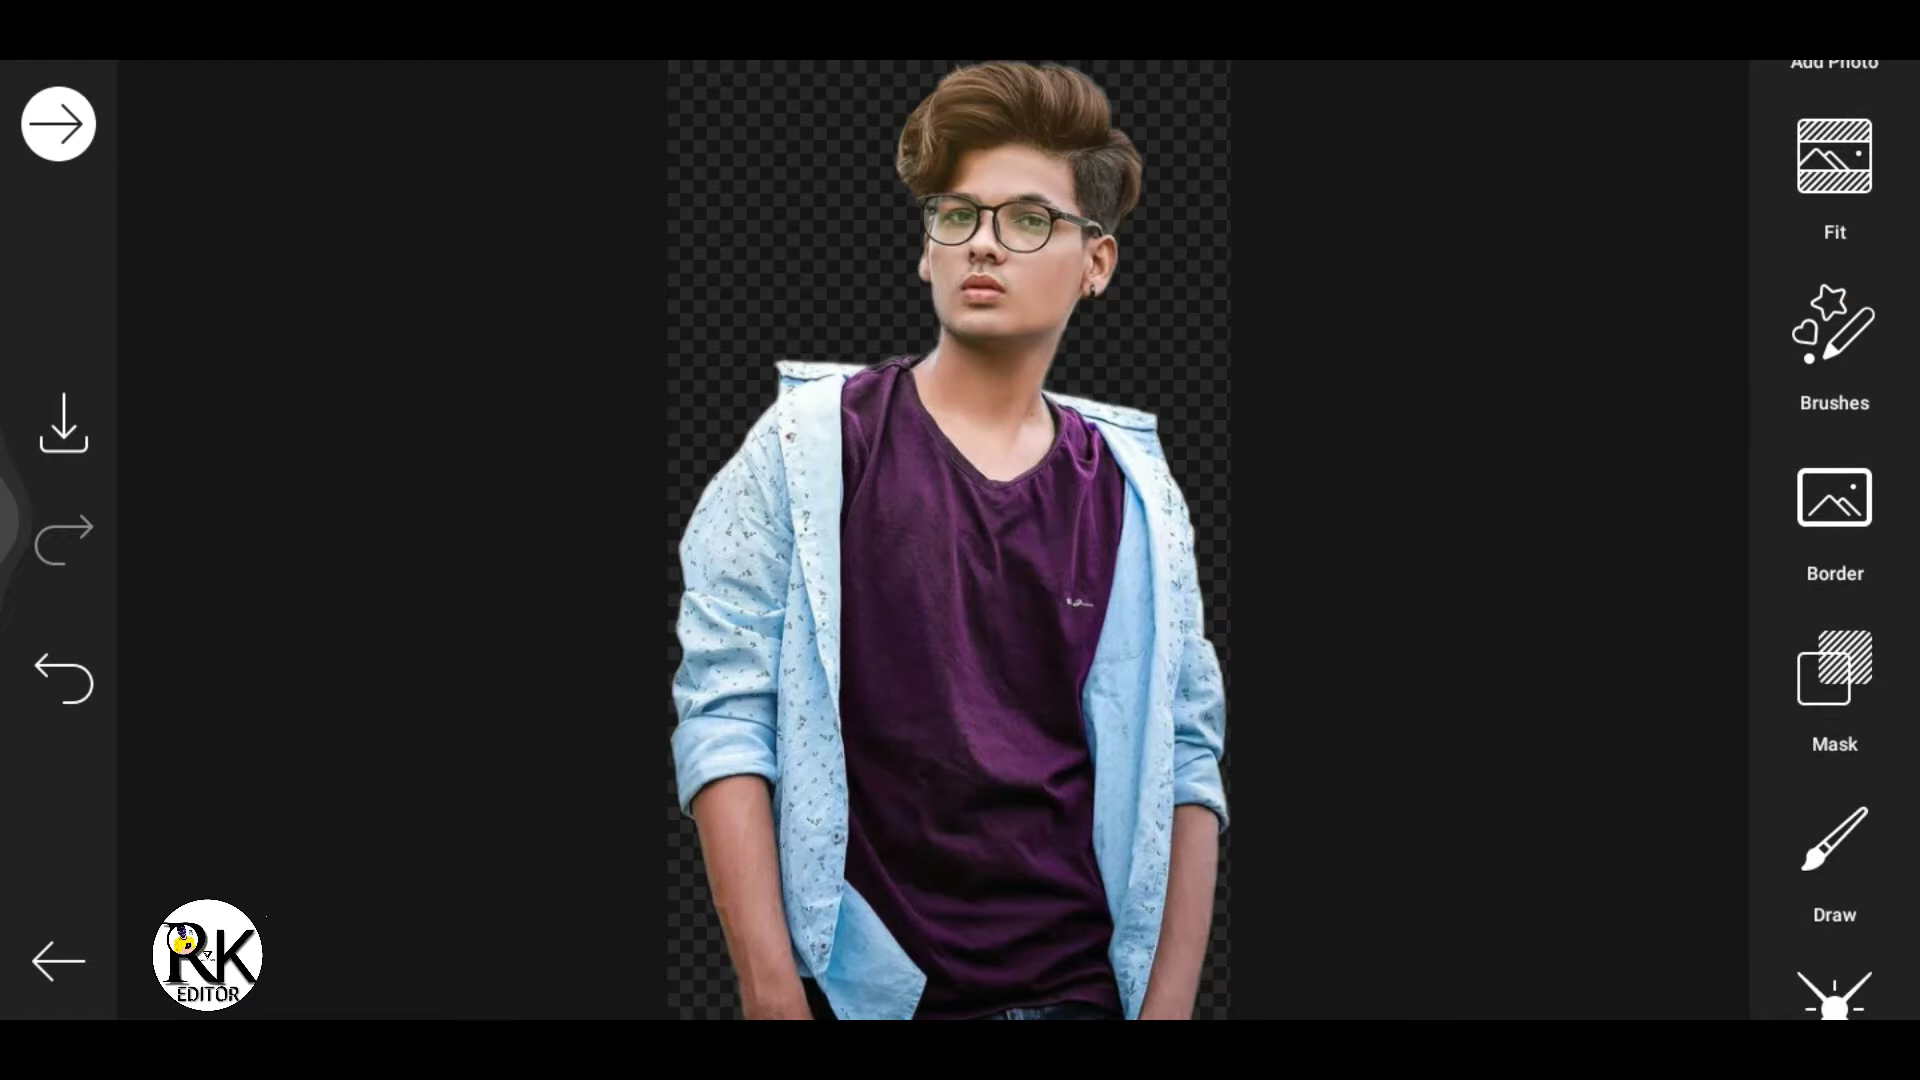 Add Photo
Fit
Brushes
Border
Mask
Draw
RK
EDITOR